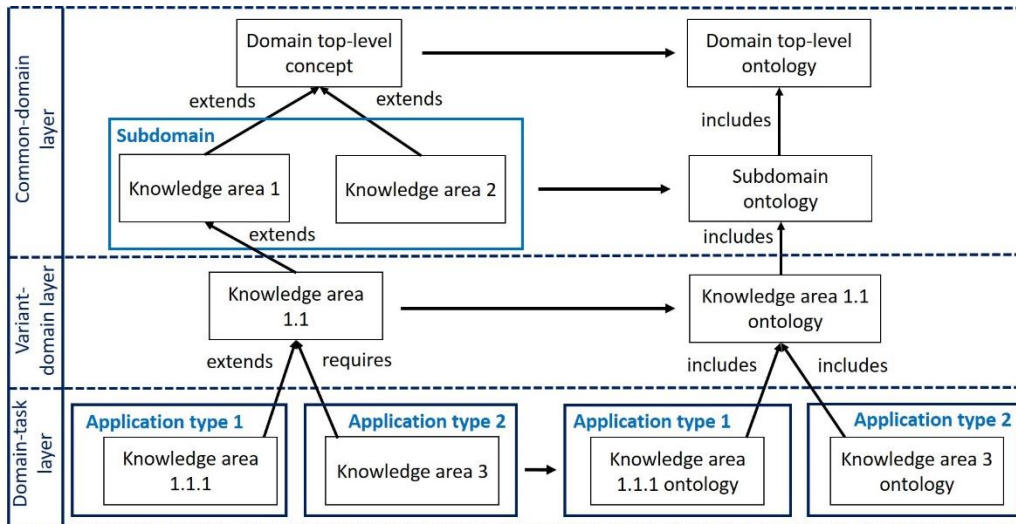 Common-domain
layer
Domain top-level
concept
Domain top-level
ontology
extends
extends
includes
Subdomain
Knowledge area 1
Knowledge area 2
Subdomain
ontology
extends
includes
Variant-
domain layer
Knowledge area
1.1
Knowledge area 1.1
ontology
extends
requires
includes
includes
Domain-task
layer
Application type 1
Application type 2
Application type 1
Application type 2
Knowledge area
1.1.1
Knowledge area 3
Knowledge area
1.1.1 ontology
Knowledge area 3
ontology